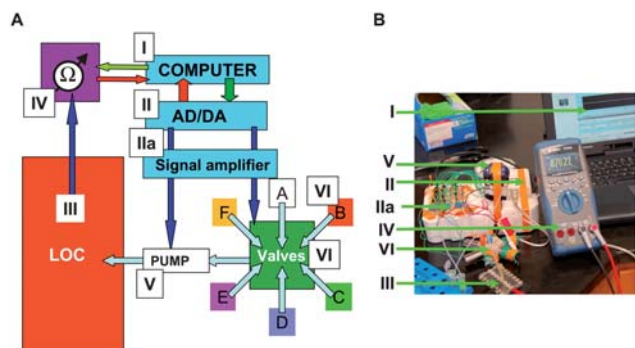 A
I
COMPUTER
Ω
IV
II
AD/DA
IIa
Signal amplifier
A
VI
B
F
III
LOC
PUMP
V
Valves
VI
E
C
D
B
I
V
II
IIa
IV
VI
III